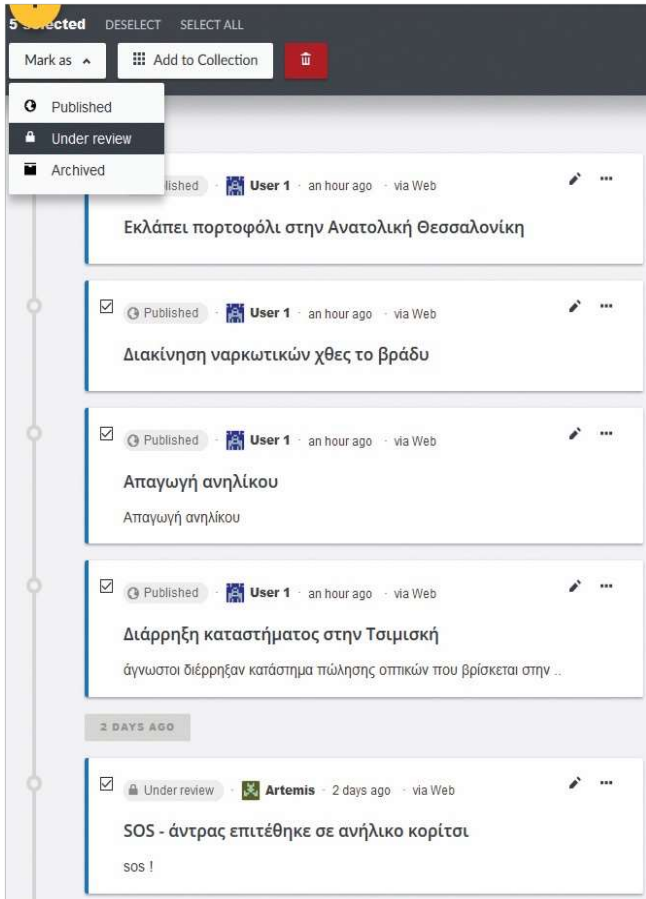 5 selected DESELECT SELECT ALL
Mark as Add to Collection
Published
Under review
Archived
User 1 · an hour ago · via Web
Εκλάπει πορτοφόλι στην Ανατολική Θεσσαλονίκη
Published · User 1 · an hour ago · via Web
Διακίνηση ναρκωτικών χθες το βράδυ
Published · User 1 · an hour ago · via Web
Απαγωγή ανηλίκου
Απαγωγή ανηλίκου
Published · User 1 · an hour ago · via Web
Διάρρηξη καταστήματος στην Τσιμισκή
άγνωστοι διέρρηξαν κατάστημα πώλησης οπτικών που βρίσκεται στην ..
2 DAYS AGO
Under review · Artemis · 2 days ago · via Web
SOS - άντρας επιτέθηκε σε ανήλικο κορίτσι
sos !